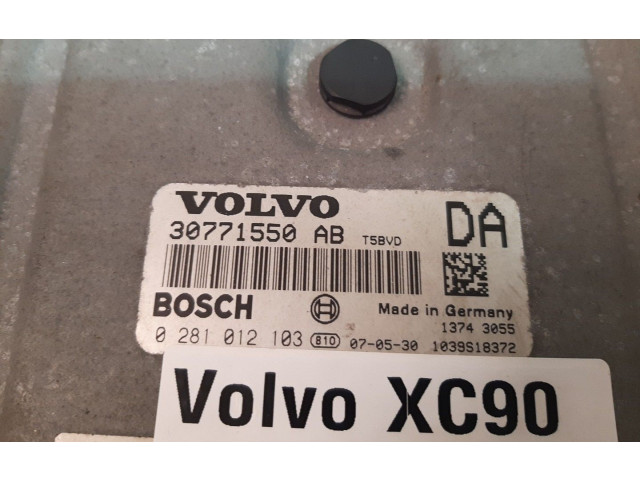 VOLVO
30771550 AB T5BVD DA
BOSCH Made in Germany
1374 3055
0 281 012 103 B10 07-05-30 1039S18372
Volvo XC90